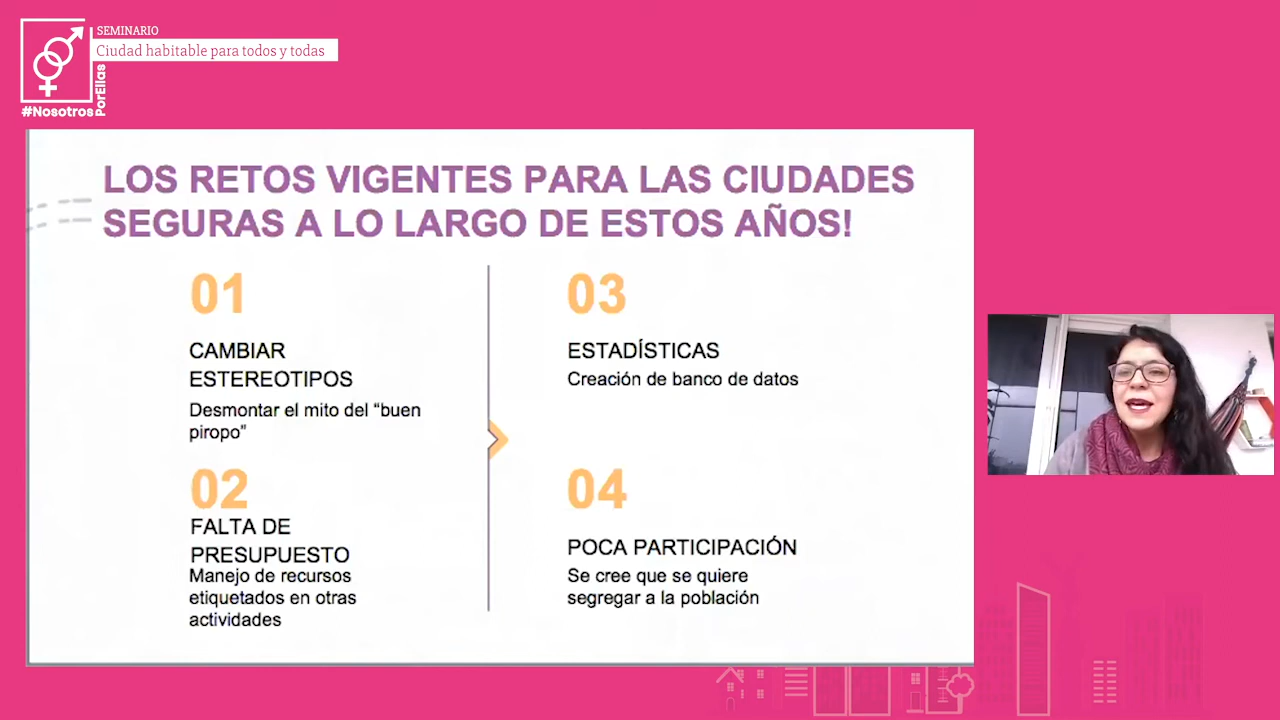 SEMINARIO
Ciudad habitable para todos y todas
#Nosotros
PorEllas
LOS RETOS VIGENTES PARA LAS CIUDADES
SEGURAS A LO LARGO DE ESTOS AÑOS!
01
CAMBIAR
ESTEREOTIPOS
Desmontar el mito del “buen
piropo”
02
FALTA DE
PRESUPUESTO
Manejo de recursos
etiquetados en otras
actividades
03
ESTADÍSTICAS
Creación de banco de datos
04
POCA PARTICIPACIÓN
Se cree que se quiere
segregar a la población